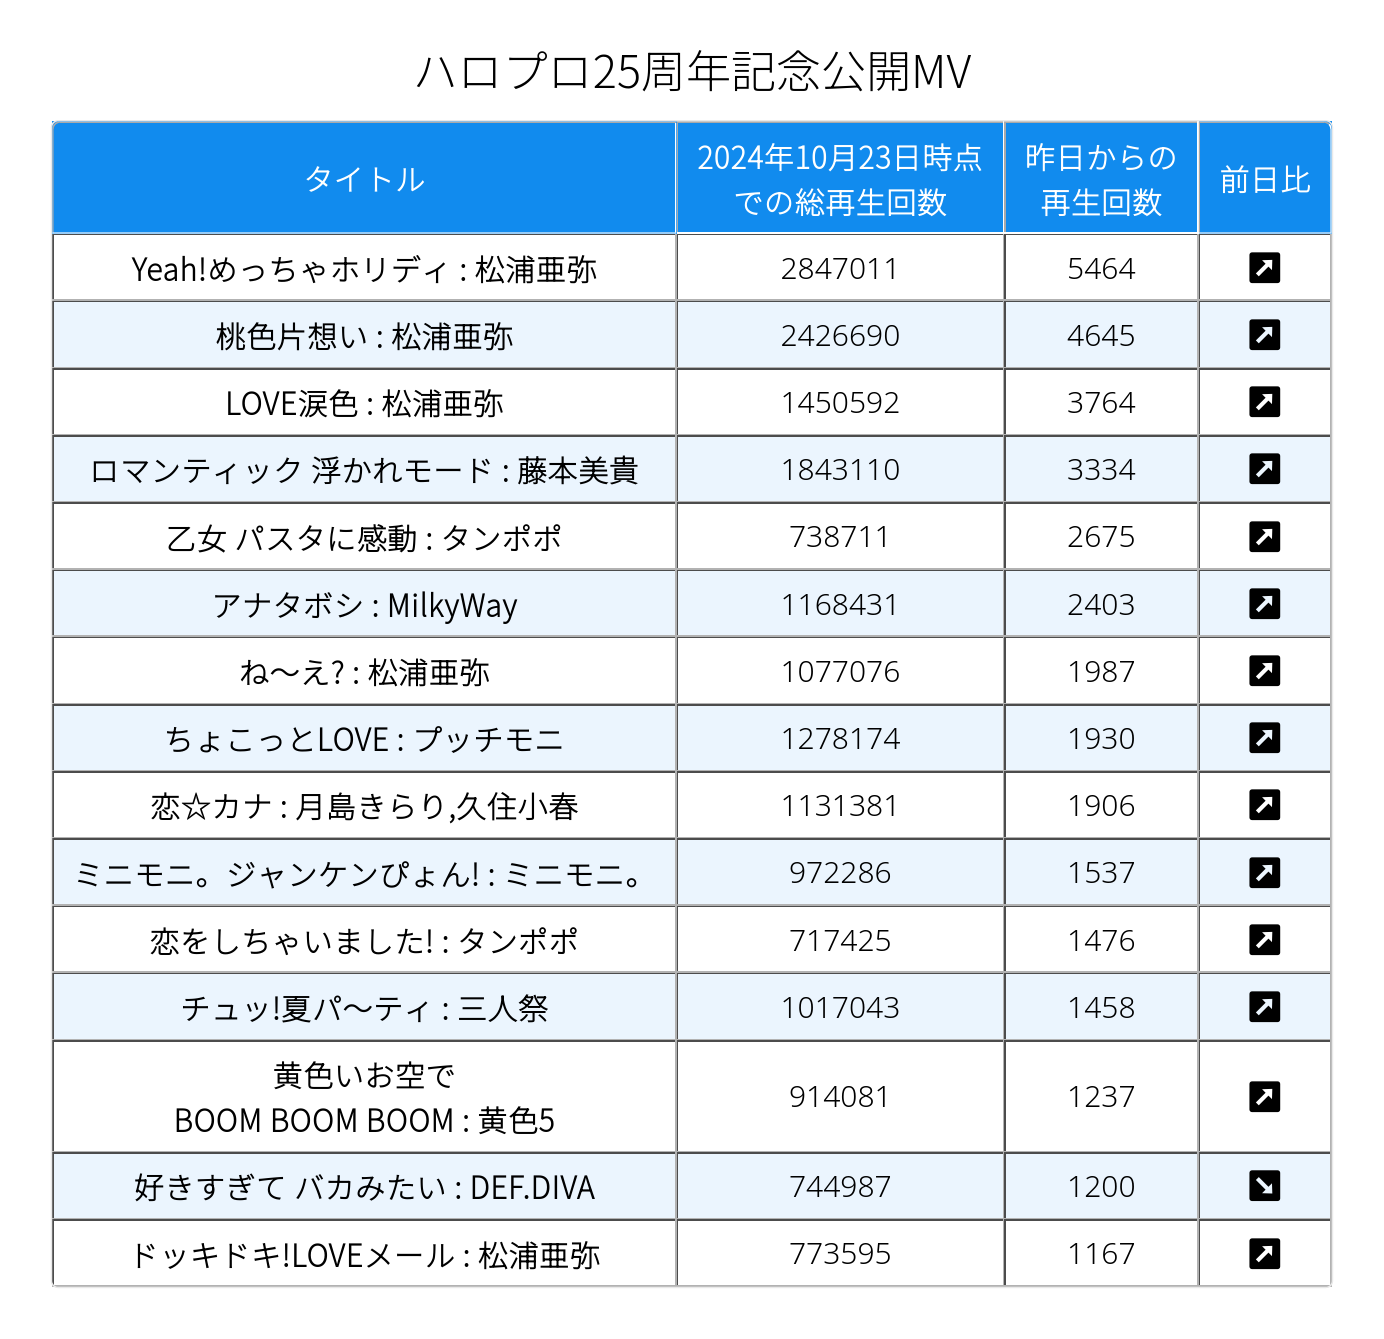 ハロプロ25周年記念公開MV
タイトル
2024年10月23日時点
での総再生回数
昨日からの
再生回数
前日比
Yeah!めっちゃホリディ : 松浦亜弥 2847011 5464 ↗
桃色片想い : 松浦亜弥 2426690 4645 ↗
LOVE涙色 : 松浦亜弥 1450592 3764 ↗
ロマンティック 浮かれモード : 藤本美貴 1843110 3334 ↗
乙女 パスタに感動 : タンポポ 738711 2675 ↗
アナタボシ : MilkyWay 1168431 2403 ↗
ね〜え? : 松浦亜弥 1077076 1987 ↗
ちょこっとLOVE : プッチモニ 1278174 1930 ↗
恋☆カナ : 月島きらり,久住小春 1131381 1906 ↗
ミニモニ。ジャンケンぴょん! : ミニモニ。 972286 1537 ↗
恋をしちゃいました! : タンポポ 717425 1476 ↗
チュッ!夏パ〜ティ : 三人祭 1017043 1458 ↗
黄色いお空で
BOOM BOOM BOOM : 黄色5 914081 1237 ↗
好きすぎて バカみたい : DEF.DIVA 744987 1200 ↘
ドッキドキ!LOVEメール : 松浦亜弥 773595 1167 ↗